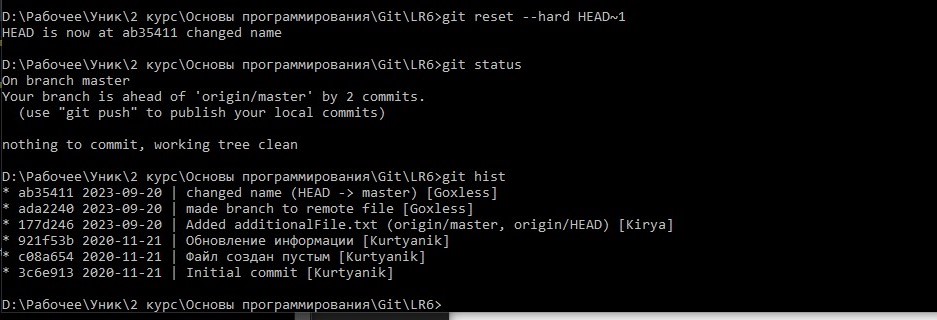 D:\Рабочее\Уник\2 курс\Основы программирования\Git\LR6>git reset --hard HEAD~1
HEAD is now at ab35411 changed name
D:\Рабочее\Уник\2 курс\Основы программирования\Git\LR6>git status
On branch master
Your branch is ahead of 'origin/master' by 2 commits.
  (use "git push" to publish your local commits)
nothing to commit, working tree clean
D:\Рабочее\Уник\2 курс\Основы программирования\Git\LR6>git hist
* ab35411 2023-09-20 | changed name (HEAD -> master) [Goxless]
* ada2240 2023-09-20 | made branch to remote file [Goxless]
* 177d246 2023-09-20 | Added additionalFile.txt (origin/master, origin/HEAD) [Kirya]
* 921f53b 2020-11-21 | Обновление информации [Kurtyanik]
* c08a654 2020-11-21 | Файл создан пустым [Kurtyanik]
* 3c6e913 2020-11-21 | Initial commit [Kurtyanik]
D:\Рабочее\Уник\2 курс\Основы программирования\Git\LR6>